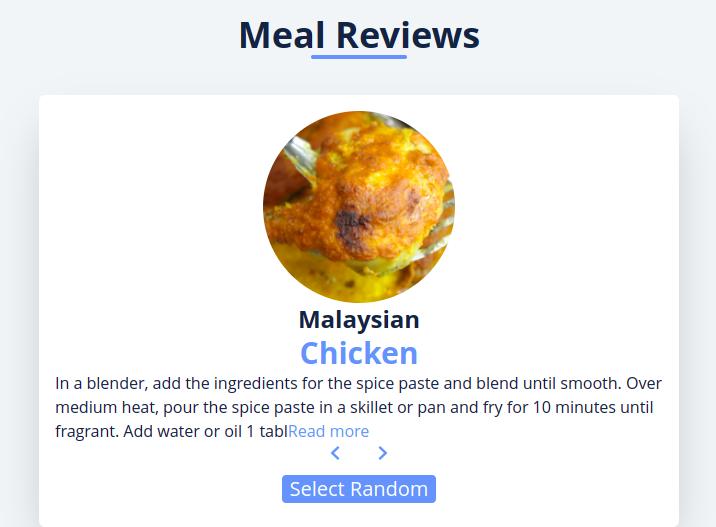 Meal Reviews
Malaysian
Chicken
In a blender, add the ingredients for the spice paste and blend until smooth. Over
medium heat, pour the spice paste in a skillet or pan and fry for 10 minutes until
fragrant. Add water or oil 1 tablRead more
Select Random